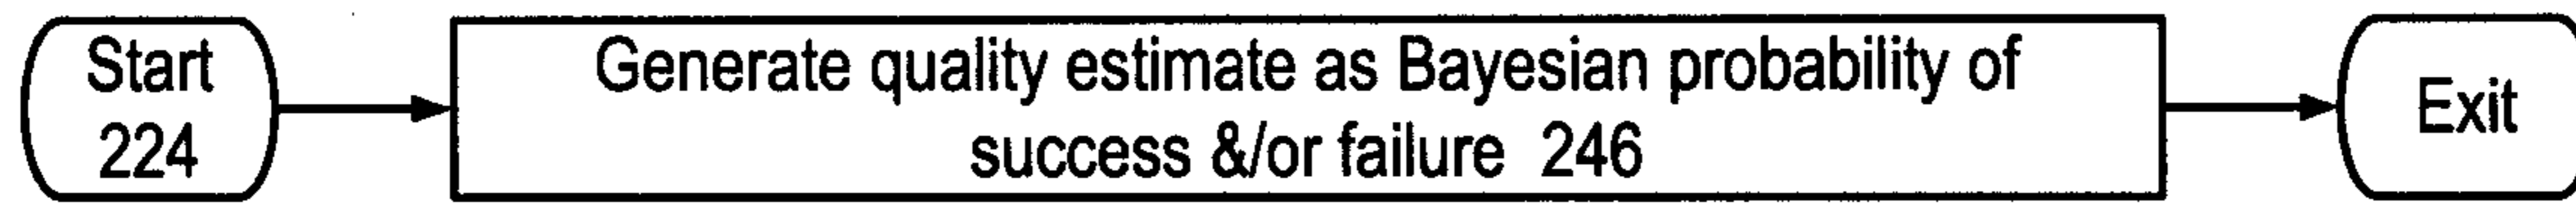 Start
224
Generate quality estimate as Bayesian probability of
success &/or failure 246
Exit